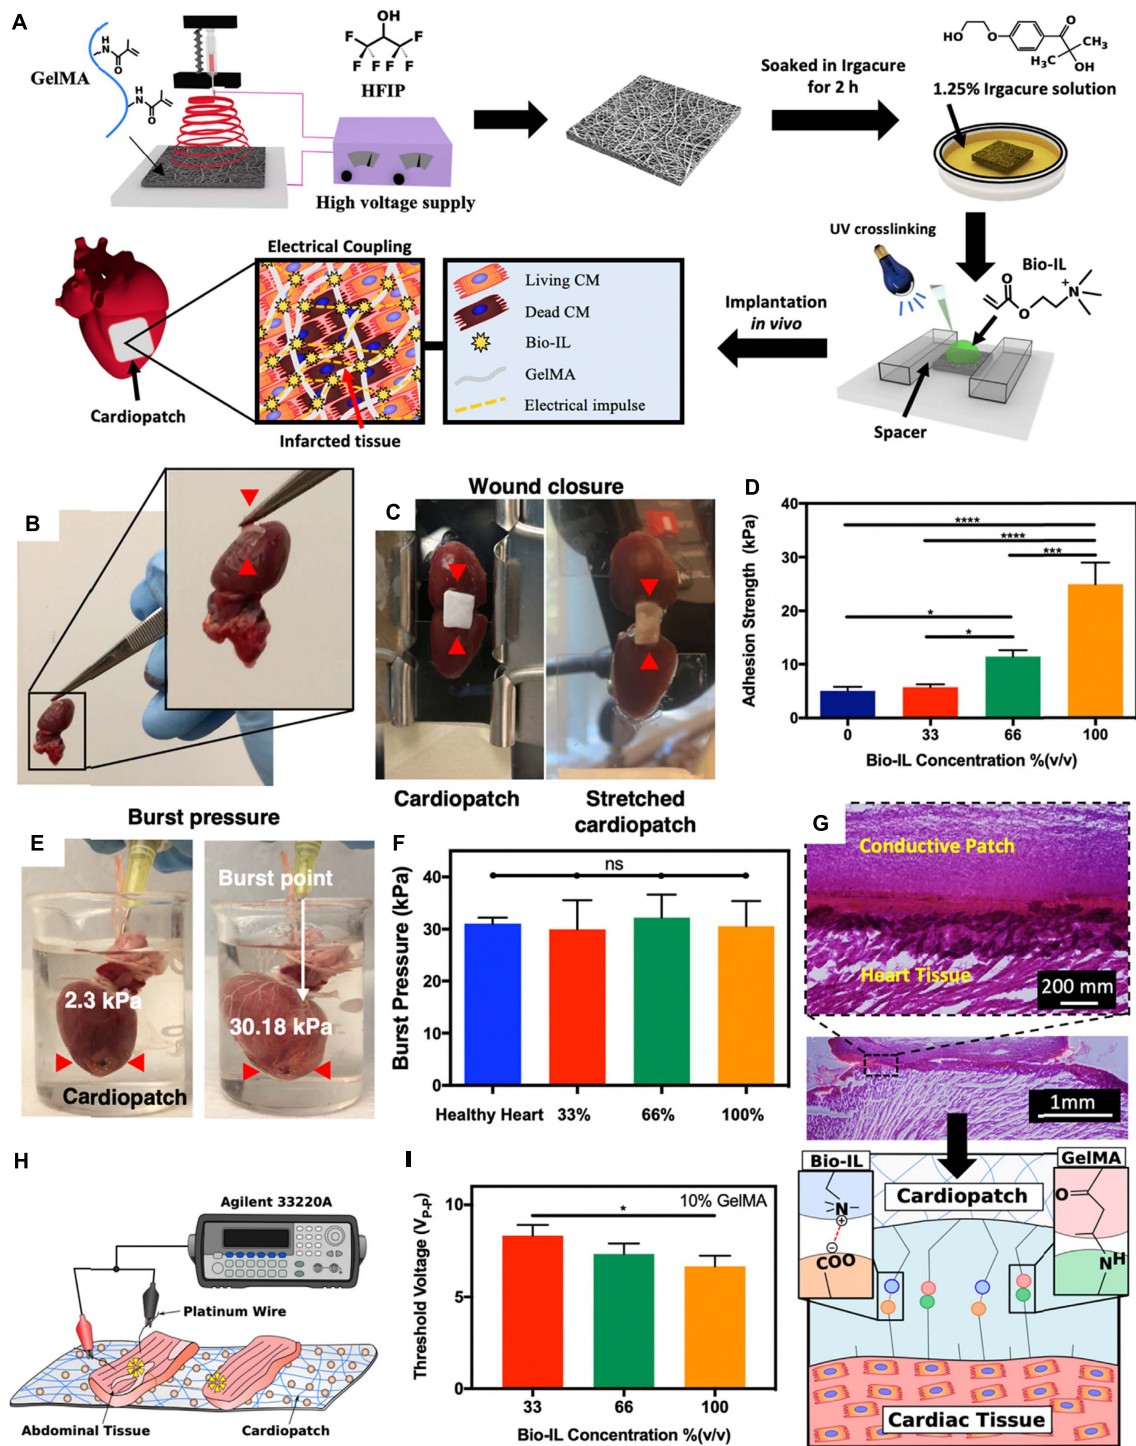 A
GelMA
NH
O
O
NH
OH
F F
F F
F F
HFIP
High voltage supply
Soaked in Irgacure
for 2 h
HO
O
O
CH3
H3C
OH
1.25% Irgacure solution
UV crosslinking
Bio-IL
O
O
N
+
Spacer
Implantation
in vivo
Electrical Coupling
Living CM
Dead CM
Bio-IL
GelMA
Electrical impulse
Infarcted tissue
Cardiopatch
B
Wound closure
C
Cardiopatch
Stretched
cardiopatch
D
Adhesion Strength (kPa)
40
30
20
10
0
****
****
***
*
*
0 33 66 100
Bio-IL Concentration %(v/v)
Burst pressure
E
2.3 kPa
Cardiopatch
Burst point
30.18 kPa
F
Burst Pressure (kPa)
40
30
20
10
0
ns
Healthy Heart 33% 66% 100%
G
Conductive Patch
Heart Tissue
200 mm
1mm
Bio-IL
N
+
−
COO
Cardiopatch
GelMA
O
N H
Cardiac Tissue
H
Agilent 33220A
Platinum Wire
Abdominal Tissue
Cardiopatch
I
Threshold Voltage (VP-P)
10
5
0
10% GelMA
*
33 66 100
Bio-IL Concentration %(v/v)